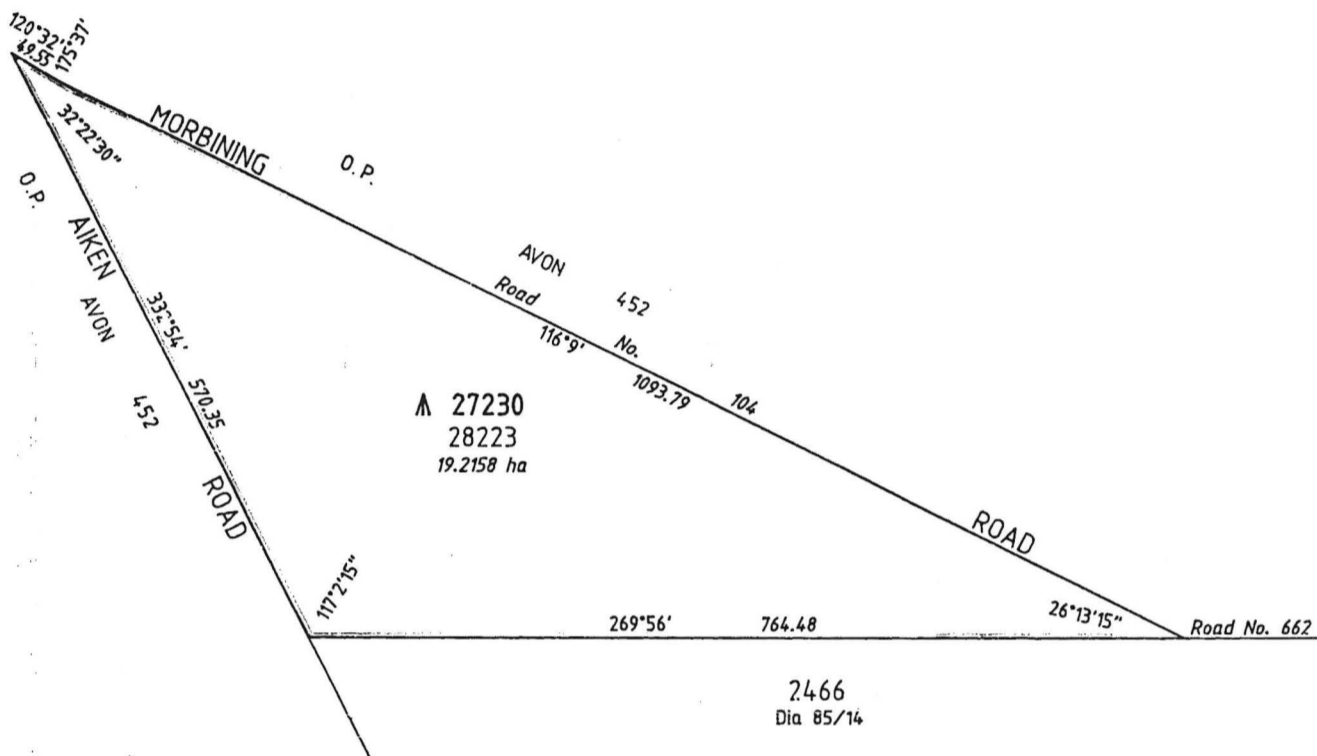 120°32'
49.55
175°37'
32°22'30"
MORBINING
O.P.
O.P.
AIKEN
AVON
452
570.35
ROAD
AVON
452
Road
No.
104
116°9'
1093.79
27230
28223
19.2158 ha
ROAD
117°2'15"
269°56'
764.48
26°13'15"
Road No. 662
2466
Dia 85/14